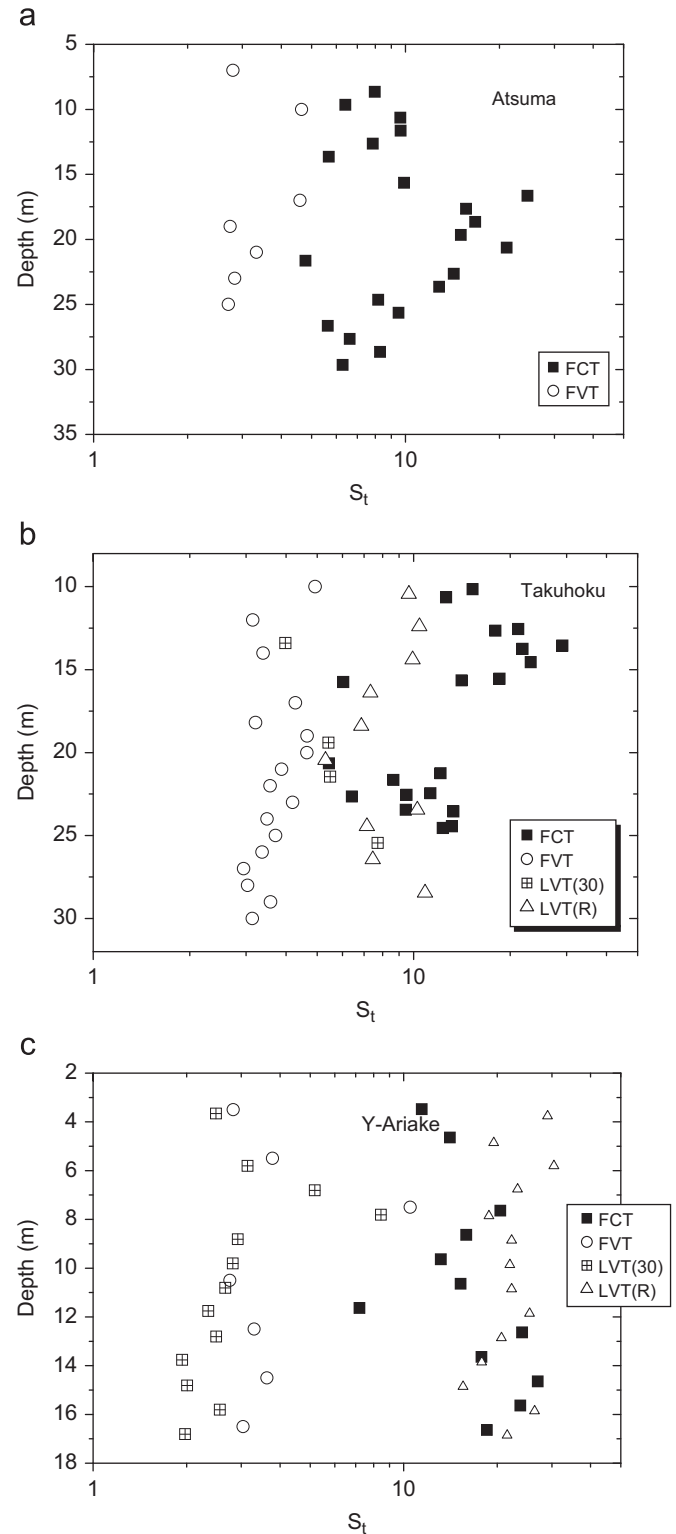 a
5
10
15
20
25
30
35
Depth (m)
Atsuma
FCT
FVT
1
10
St
b
10
15
20
25
30
Depth (m)
Takuhoku
FCT
FVT
LVT(30)
LVT(R)
1
10
St
c
2
4
6
8
10
12
14
16
18
Depth (m)
Y-Ariake
FCT
FVT
LVT(30)
LVT(R)
1
10
St